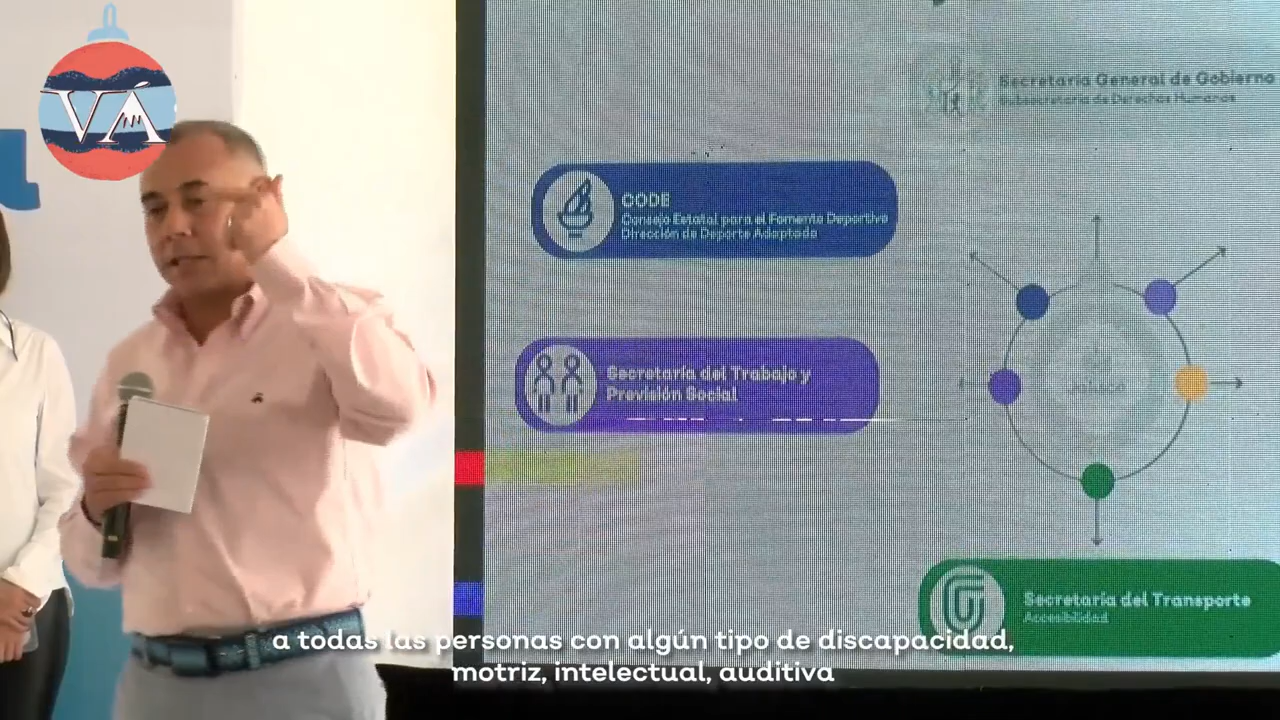 VÁ
Secretaría General de Gobierno
Subsecretaría de Derechos Humanos
CODE
Consejo Estatal para el Fomento Deportivo
Dirección de Deporte Adaptado
Secretaría del Trabajo y
Previsión Social
Jalisco
Secretaría del Transporte
Accesibilidad
a todas las personas con algún tipo de discapacidad,
motriz, intelectual, auditiva